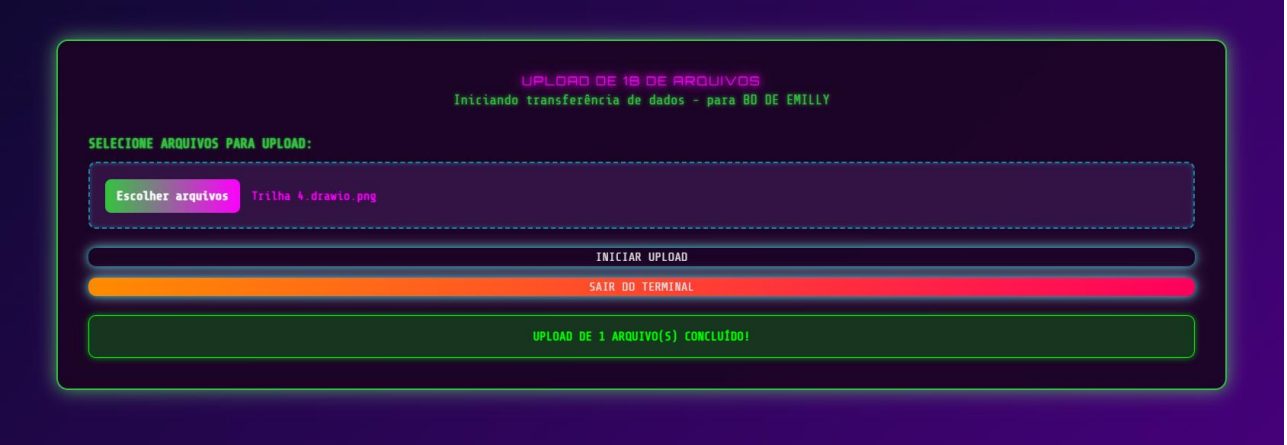 UPLOAD DE 1B DE ARQUIVOS
Iniciando transferência de dados - para BD DE EMILLY
SELECIONE ARQUIVOS PARA UPLOAD:
Escolher arquivos Trilha 4.drawio.png
INICIAR UPLOAD
SAIR DO TERMINAL
UPLOAD DE 1 ARQUIVO(S) CONCLUÍDO!